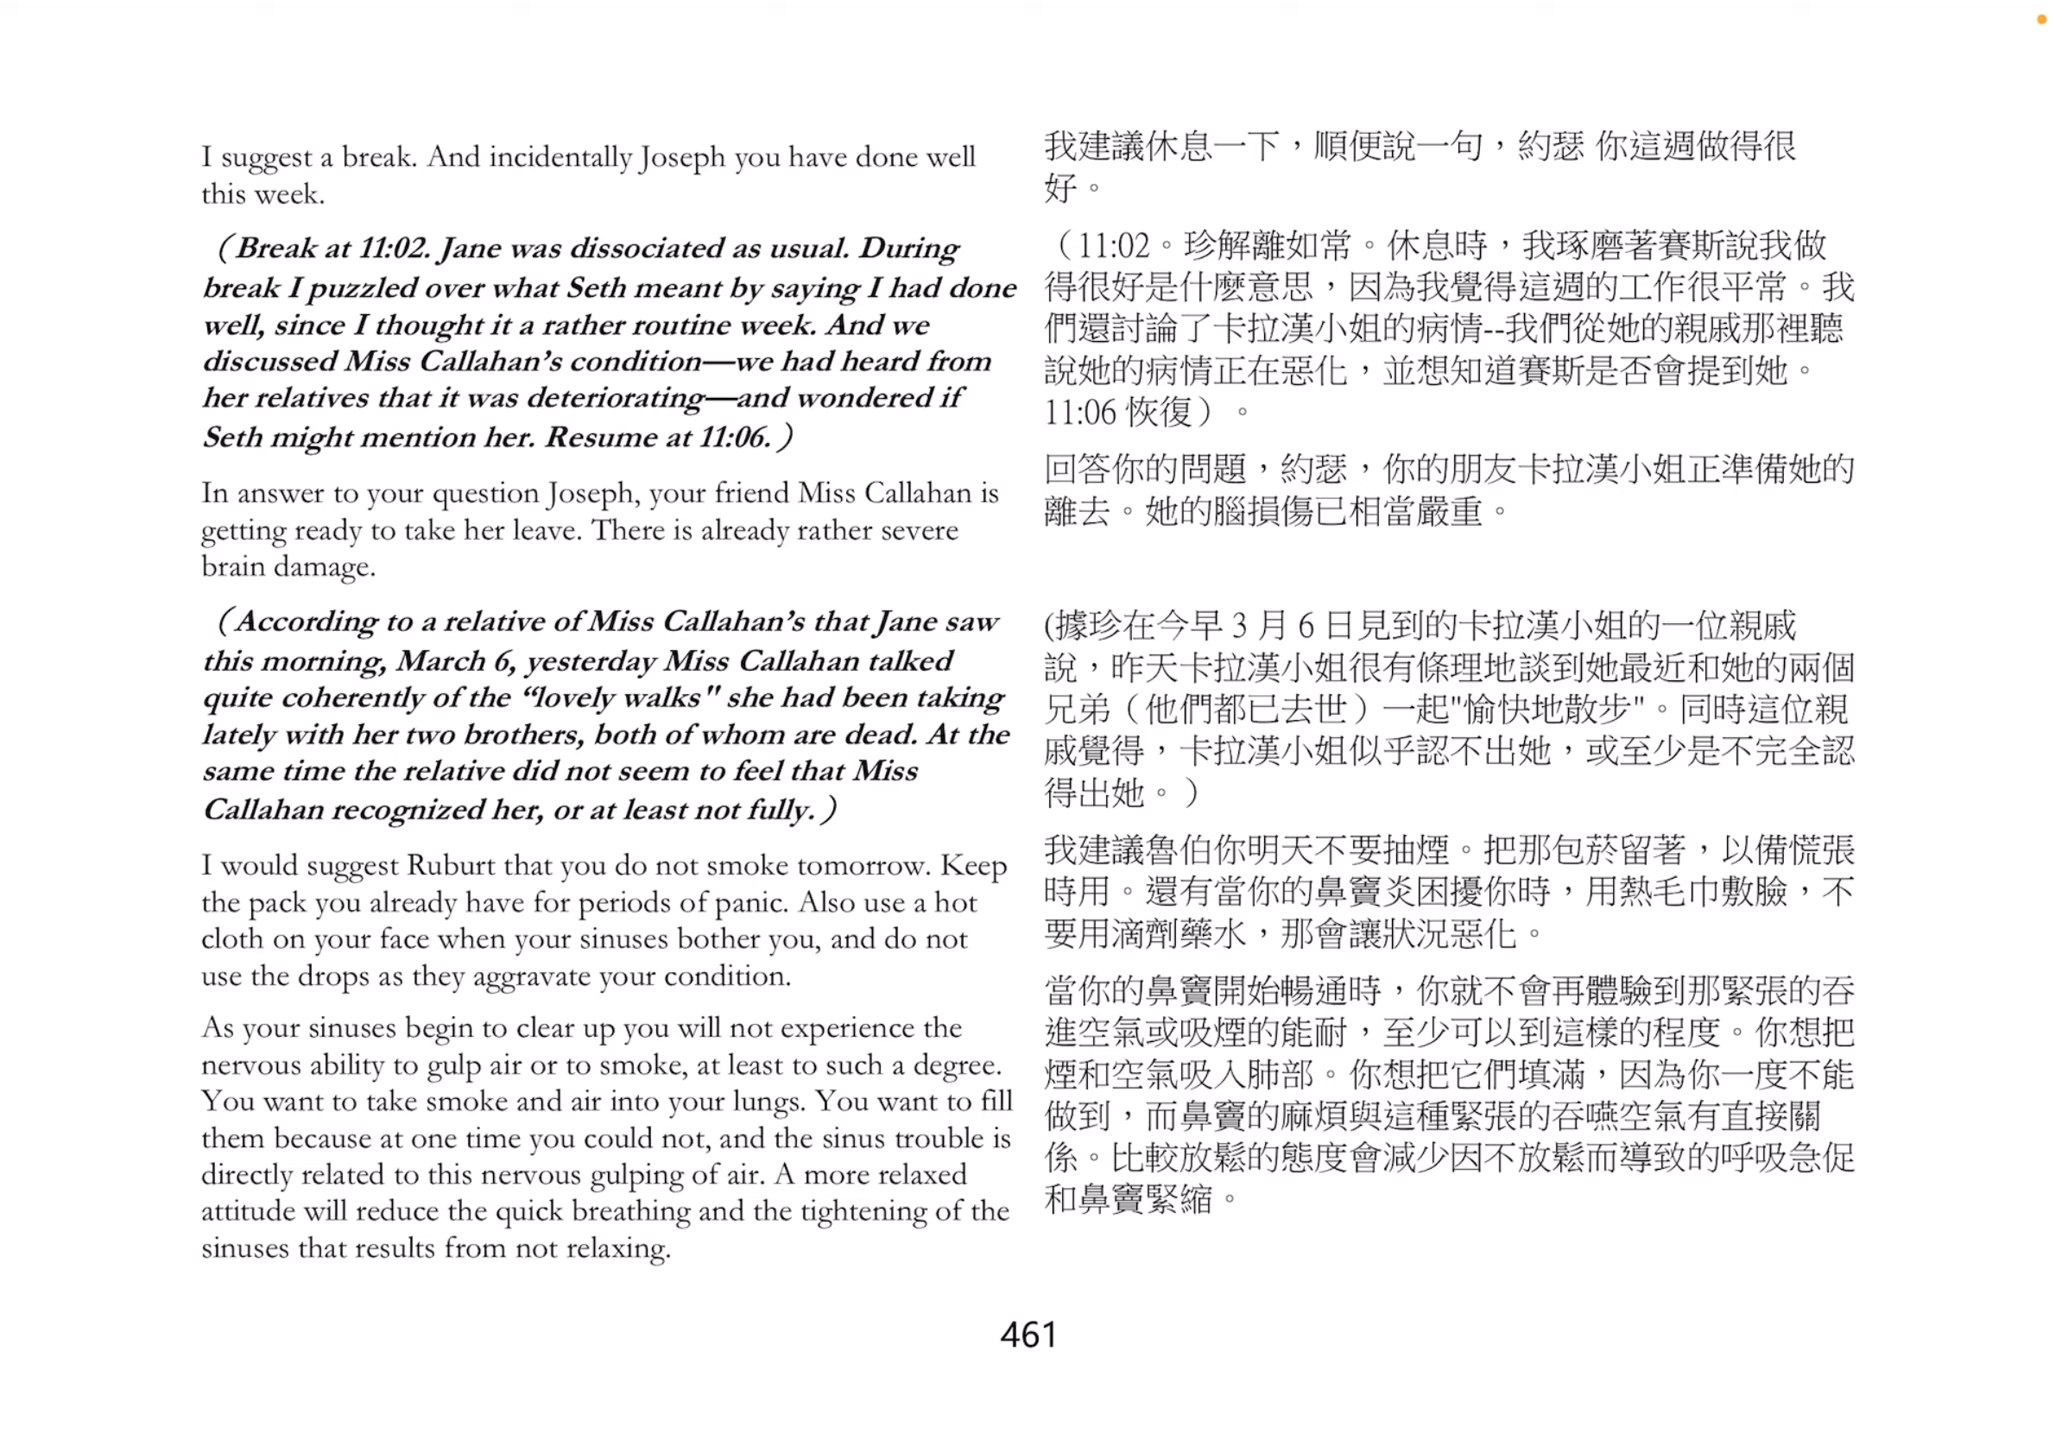 I suggest a break. And incidentally Joseph you have done well
this week.
（Break at 11:02. Jane was dissociated as usual. During
break I puzzled over what Seth meant by saying I had done
well, since I thought it a rather routine week. And we
discussed Miss Callahan’s condition—we had heard from
her relatives that it was deteriorating—and wondered if
Seth might mention her. Resume at 11:06.）
In answer to your question Joseph, your friend Miss Callahan is
getting ready to take her leave. There is already rather severe
brain damage.
（According to a relative of Miss Callahan’s that Jane saw
this morning, March 6, yesterday Miss Callahan talked
quite coherently of the “lovely walks" she had been taking
lately with her two brothers, both of whom are dead. At the
same time the relative did not seem to feel that Miss
Callahan recognized her, or at least not fully.）
I would suggest Ruburt that you do not smoke tomorrow. Keep
the pack you already have for periods of panic. Also use a hot
cloth on your face when your sinuses bother you, and do not
use the drops as they aggravate your condition.
As your sinuses begin to clear up you will not experience the
nervous ability to gulp air or to smoke, at least to such a degree.
You want to take smoke and air into your lungs. You want to fill
them because at one time you could not, and the sinus trouble is
directly related to this nervous gulping of air. A more relaxed
attitude will reduce the quick breathing and the tightening of the
sinuses that results from not relaxing.
我建議休息一下，順便說一句，約瑟 你這週做得很
好。
（11:02。珍解離如常。休息時，我琢磨著賽斯說我做
得很好是什麼意思，因為我覺得這週的工作很平常。我
們還討論了卡拉漢小姐的病情--我們從她的親戚那裡聽
說她的病情正在惡化，並想知道賽斯是否會提到她。
11:06 恢復）。
回答你的問題，約瑟，你的朋友卡拉漢小姐正準備她的
離去。她的腦損傷已相當嚴重。
(據珍在今早 3 月 6 日見到的卡拉漢小姐的一位親戚
說，昨天卡拉漢小姐很有條理地談到她最近和她的兩個
兄弟（他們都已去世）一起"愉快地散步"。同時這位親
戚覺得，卡拉漢小姐似乎認不出她，或至少是不完全認
得出她。）
我建議魯伯你明天不要抽煙。把那包菸留著，以備慌張
時用。還有當你的鼻竇炎困擾你時，用熱毛巾敷臉，不
要用滴劑藥水，那會讓狀況惡化。
當你的鼻竇開始暢通時，你就不會再體驗到那緊張的吞
進空氣或吸煙的能耐，至少可以到這樣的程度。你想把
煙和空氣吸入肺部。你想把它們填滿，因為你一度不能
做到，而鼻竇的麻煩與這種緊張的吞嚥空氣有直接關
係。比較放鬆的態度會減少因不放鬆而導致的呼吸急促
和鼻竇緊縮。
461